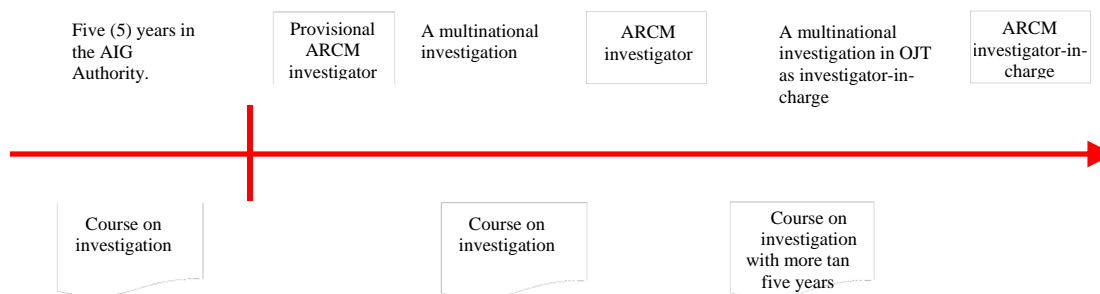 Five (5) years in
the AIG
Authority.
Provisional
ARCM
investigator
A multinational
investigation
ARCM
investigator
A multinational
investigation in OJT
as investigator-in-
charge
ARCM
investigator-in-
charge
Course on
investigation
Course on
investigation
Course on
investigation
with more tan
five years